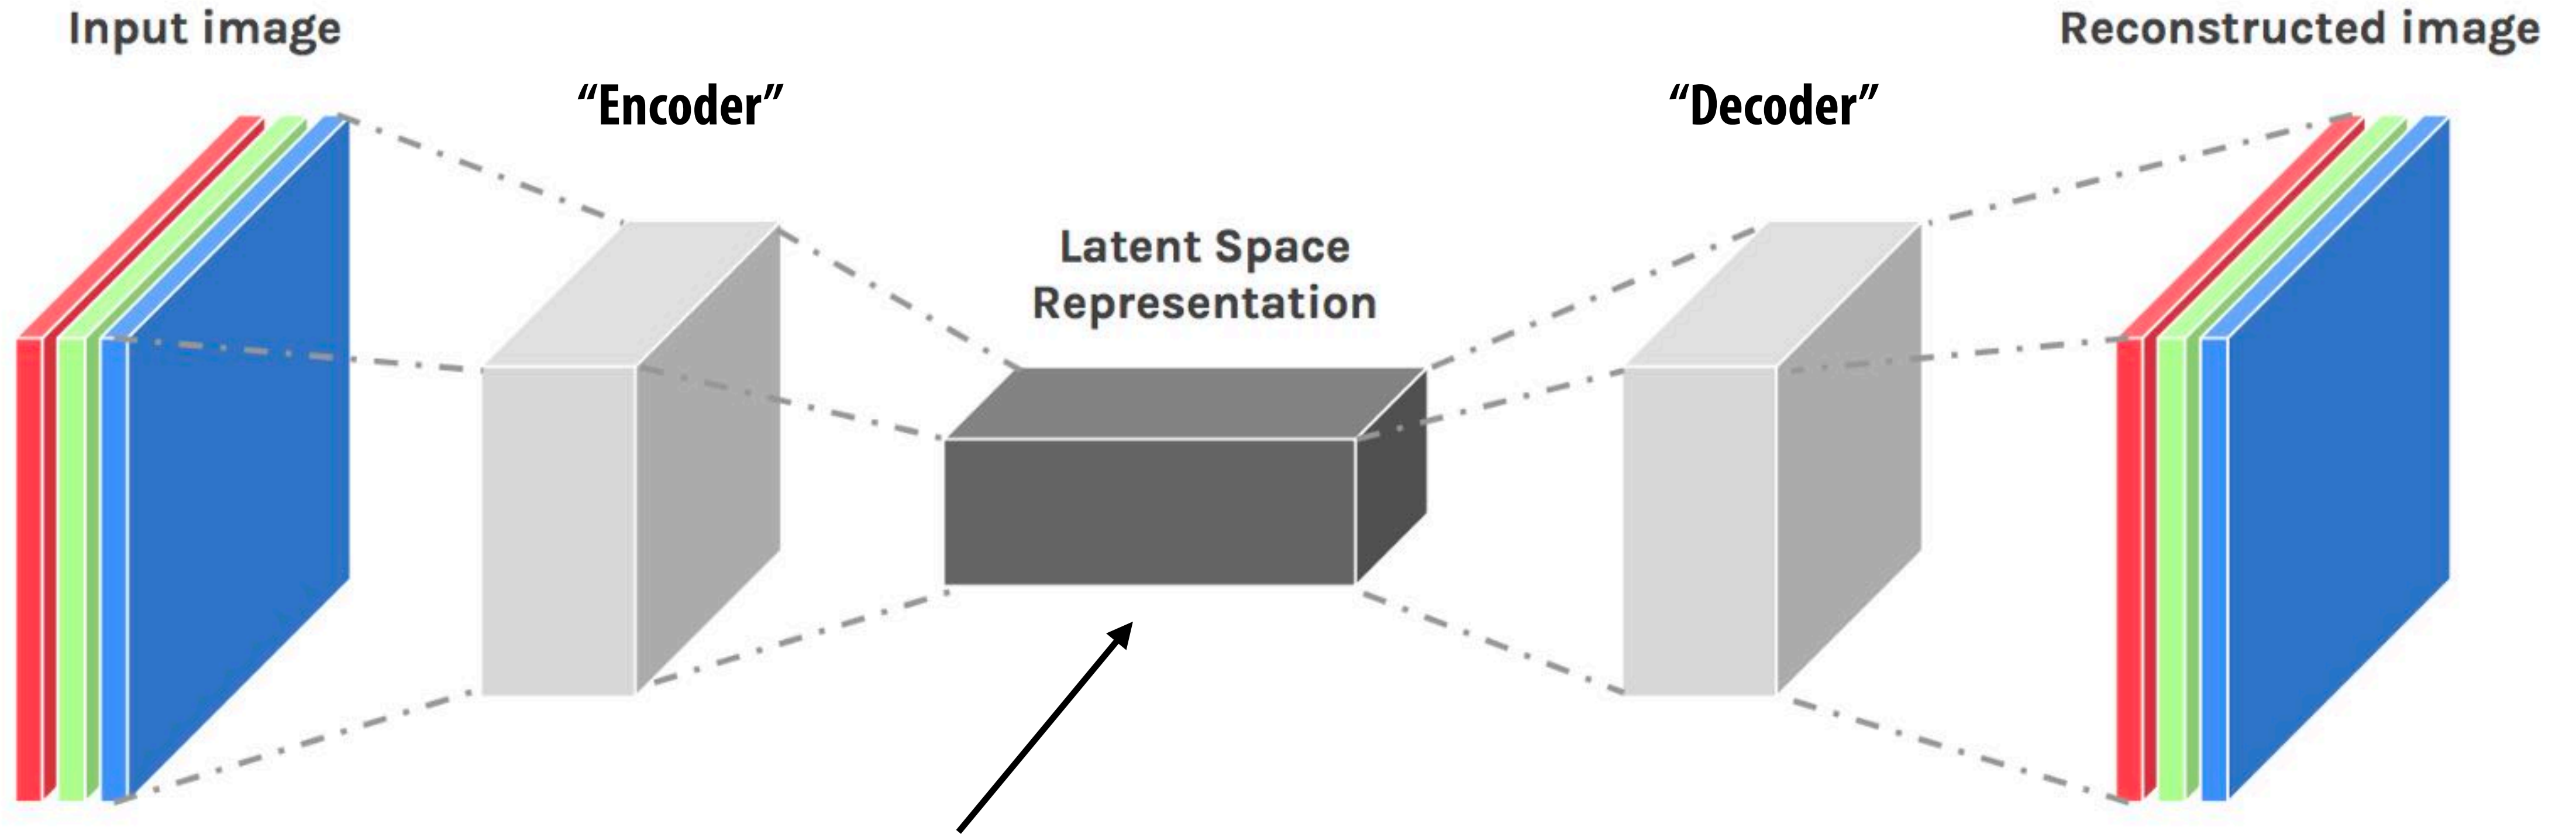 Input image
Reconstructed image
“Encoder”
“Decoder”
Latent Space
Representation